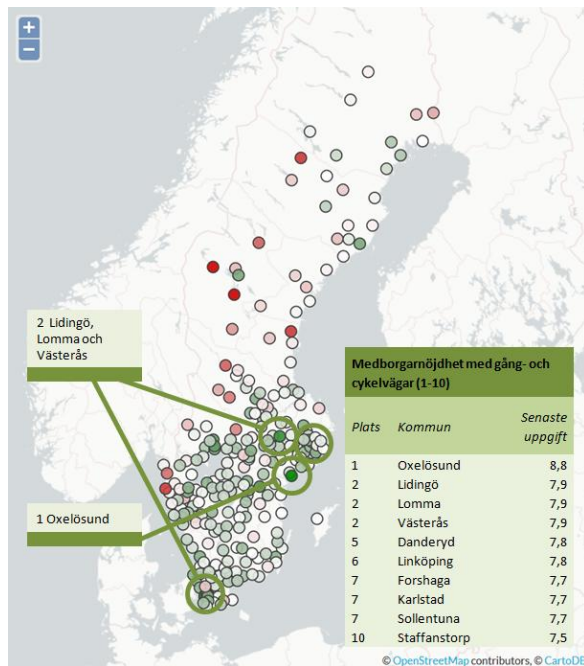 +
−
2 Lidingö,
Lomma och
Västerås
1 Oxelösund
Medborgarnöjdhet med gång- och
cykelvägar (1-10)
Plats Kommun Senaste
uppgift
1 Oxelösund 8,8
2 Lidingö 7,9
2 Lomma 7,9
2 Västerås 7,9
5 Danderyd 7,8
6 Linköping 7,8
7 Forshaga 7,7
7 Karlstad 7,7
7 Sollentuna 7,7
10 Staffanstorp 7,5
© OpenStreetMap contributors, © CartoDB